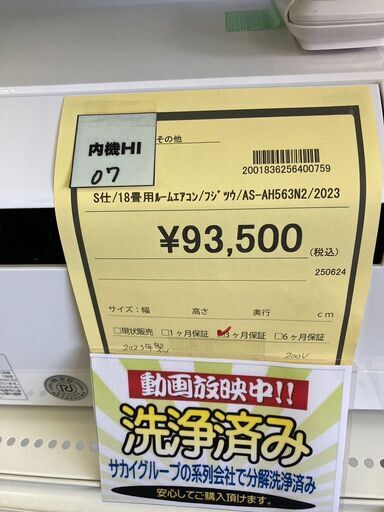 その他
内機HI
07
2001836256400759
S仕/18畳用ﾙｰﾑｴｱｺﾝ/ﾌｼﾞﾂｳ/AS-AH563N2/2023
¥93,500 (税込)
250624
サイズ:幅 高さ 奥行 cm
□現状販売 □1ヶ月保証 □3ヶ月保証 □6ヶ月保証
2023年製 200V
動画放映中!!
洗浄済み
サカイグループの系列会社で分解洗浄済み
安心してご購入頂けます。